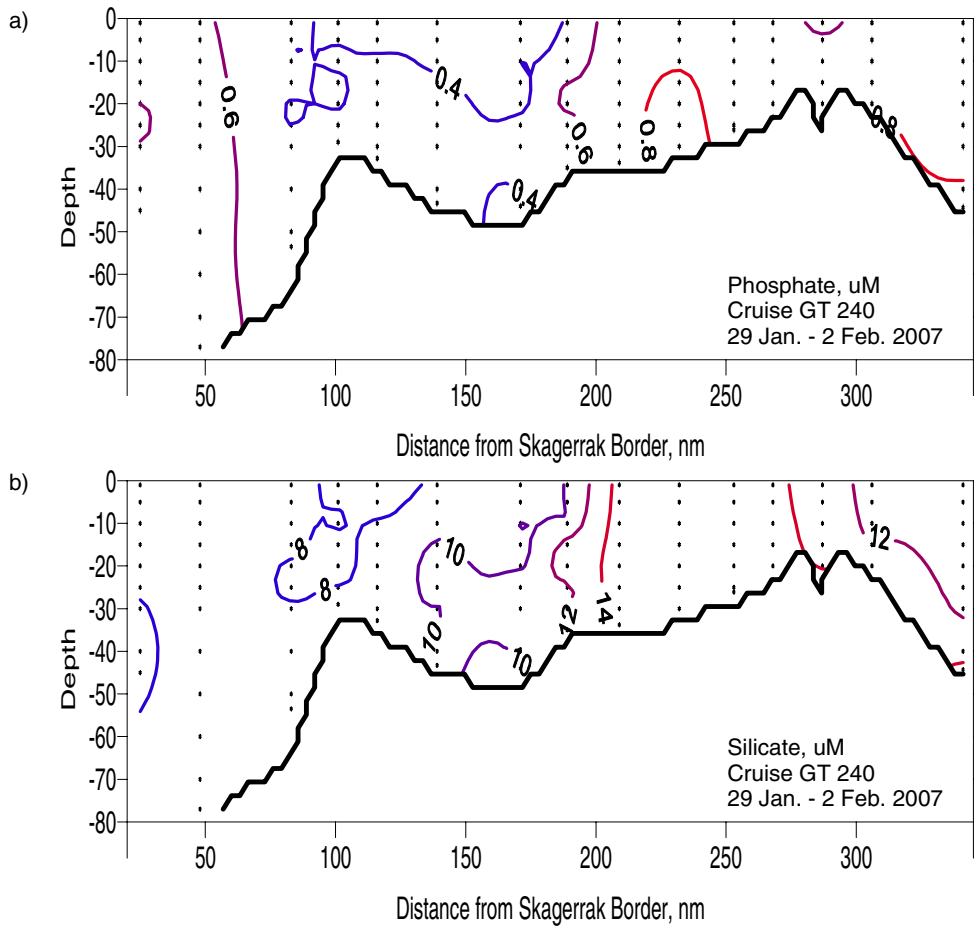 a)
0
-10
-20
-30
-40
-50
-60
-70
-80
Depth
0.6
0.4
0.4
0.6
0.8
0.8
Phosphate, uM
Cruise GT 240
29 Jan. - 2 Feb. 2007
50 100 150 200 250 300
Distance from Skagerrak Border, nm
b)
0
-10
-20
-30
-40
-50
-60
-70
-80
Depth
8
8
10
10
10
12
14
12
Silicate, uM
Cruise GT 240
29 Jan. - 2 Feb. 2007
50 100 150 200 250 300
Distance from Skagerrak Border, nm